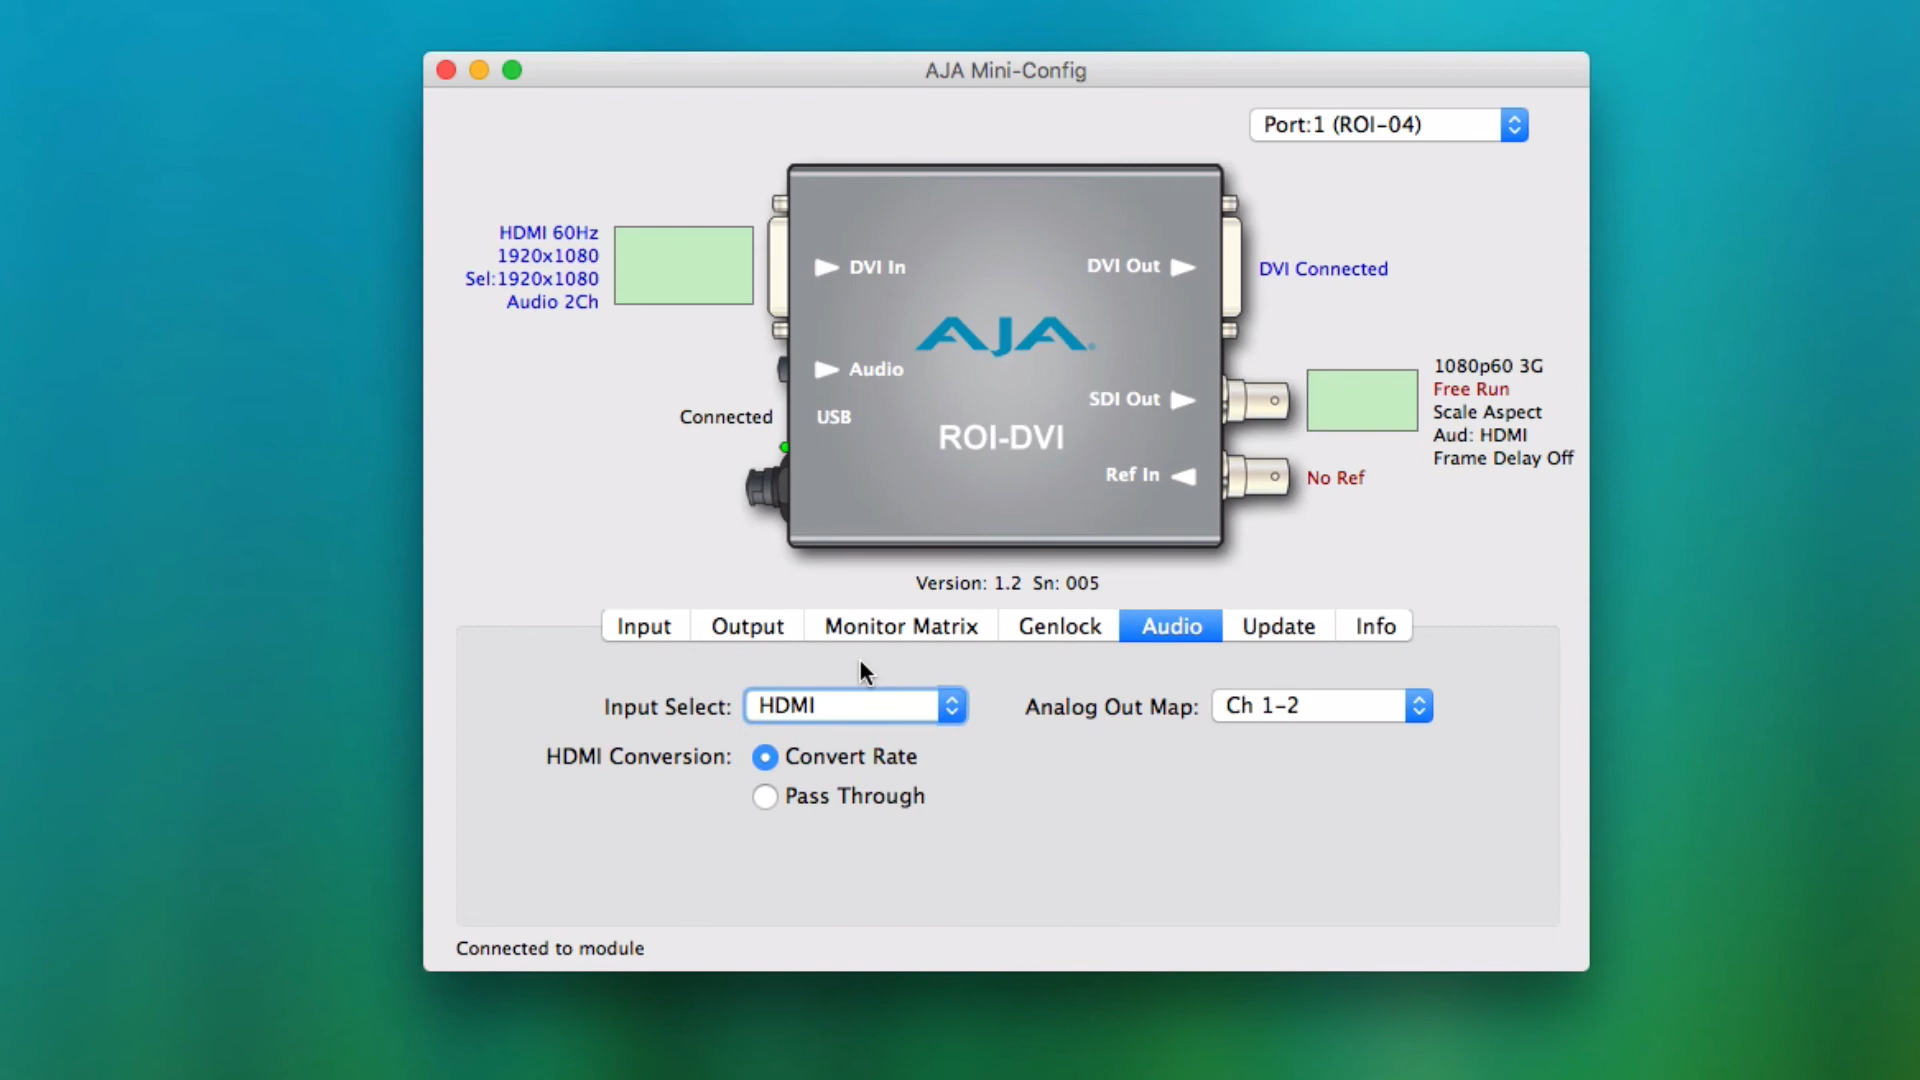 AJA Mini-Config
Port:1 (ROI-04)
HDMI 60Hz
1920x1080
Sel:1920x1080
Audio 2Ch
DVI In
DVI Out
DVI Connected
AJA
Audio
Connected
USB
ROI-DVI
SDI Out
Ref In
1080p60 3G
Free Run
Scale Aspect
Aud: HDMI
Frame Delay Off
No Ref
Version: 1.2 Sn: 005
Input Output Monitor Matrix Genlock Audio Update Info
Input Select: HDMI Analog Out Map: Ch 1-2
HDMI Conversion: Convert Rate
Pass Through
Connected to module